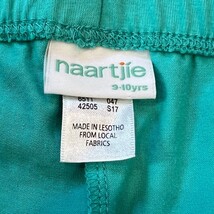 naartjie
9-10yrs
6511 047
42505 S17
MADE IN LESOTHO
FROM LOCAL
FABRICS